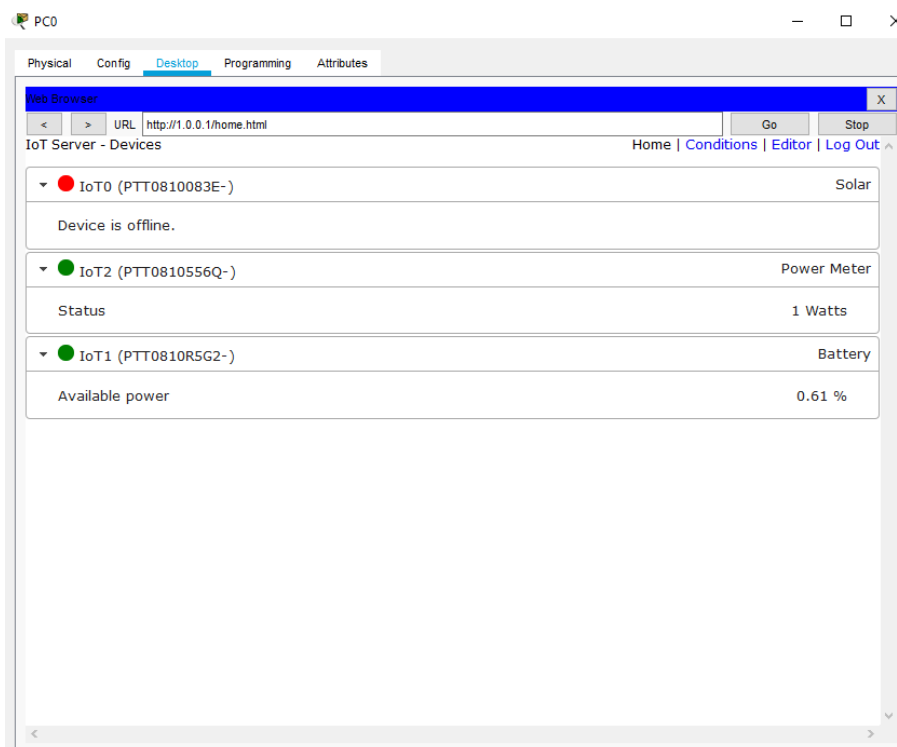 PC0
Physical Config Desktop Programming Attributes
Web Browser X
< > URL http://1.0.0.1/home.html Go Stop
IoT Server - Devices Home | Conditions | Editor | Log Out
IoT0 (PTT0810083E-) Solar
Device is offline.
IoT2 (PTT0810556Q-) Power Meter
Status 1 Watts
IoT1 (PTT0810R5G2-) Battery
Available power 0.61 %